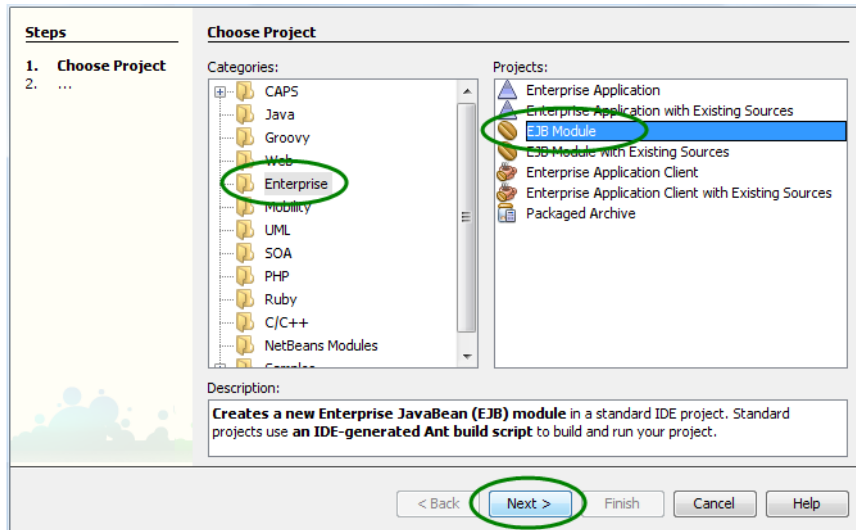 Steps
1. Choose Project
2. ...
Choose Project
Categories:
CAPS
Java
Groovy
Web
Enterprise
Mobility
UML
SOA
PHP
Ruby
C/C++
NetBeans Modules
Samples
Projects:
Enterprise Application
Enterprise Application with Existing Sources
EJB Module
EJB Module with Existing Sources
Enterprise Application Client
Enterprise Application Client with Existing Sources
Packaged Archive
Description:
Creates a new Enterprise JavaBean (EJB) module in a standard IDE project. Standard
projects use an IDE-generated Ant build script to build and run your project.
< Back
Next >
Finish
Cancel
Help